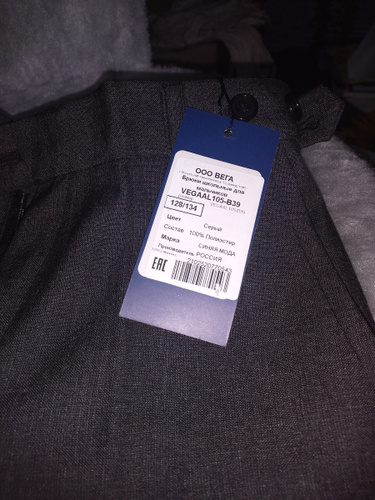 ООО ВЕГА
Брюки школьные для
мальчиков
VEGAAL105-B39
128/134
Цвет Серый
Состав 100% Полиэстер
Марка СИНЯЯ МОДА
Производитель РОССИЯ
EAC